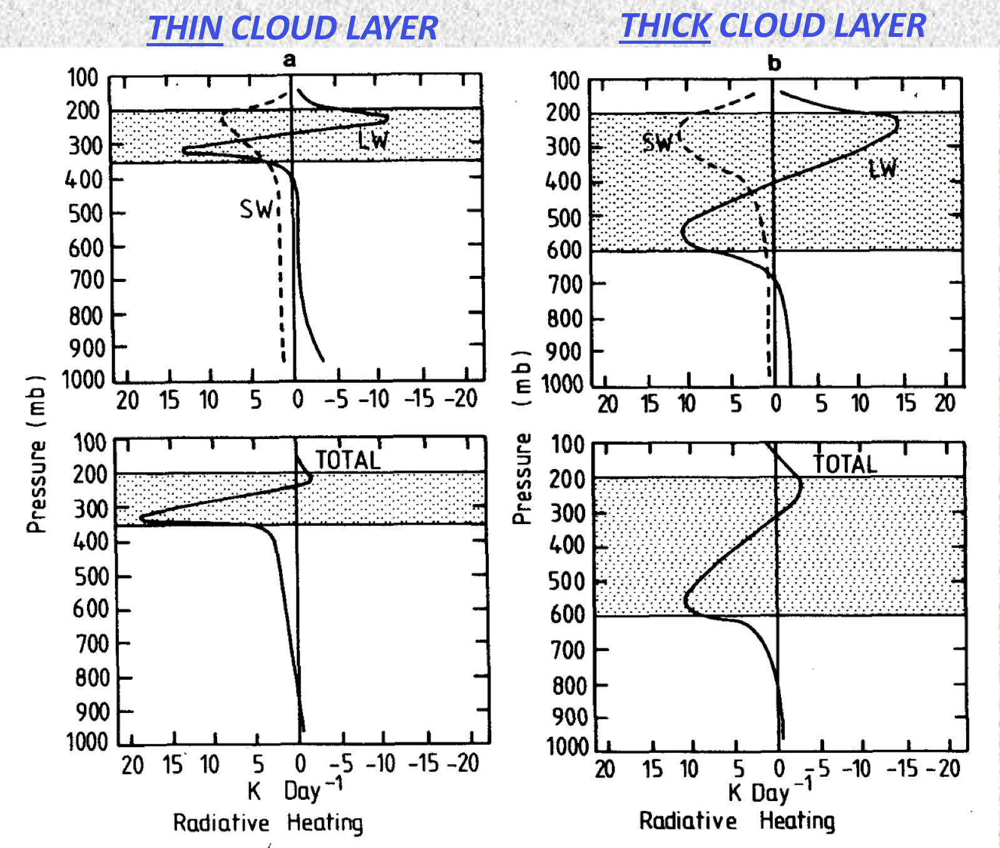 THIN CLOUD LAYER
THICK CLOUD LAYER
a
100
200
300
400
500
600
700
800
900
1000
LW
SW
20 15 10 5 0 -5 -10 -15 -20
b
100
200
300
400
500
600
700
800
900
1000
SW
LW
20 15 10 5 0 5 10 15 20
Pressure (mb)
100
200
300
400
500
600
700
800
900
1000
TOTAL
20 15 10 5 0 -5 -10 -15 -20
K Day⁻¹
Radiative Heating
Pressure (mb)
100
200
300
400
500
600
700
800
900
1000
TOTAL
20 15 10 5 0 -5 -10 -15 -20
K Day⁻¹
Radiative Heating